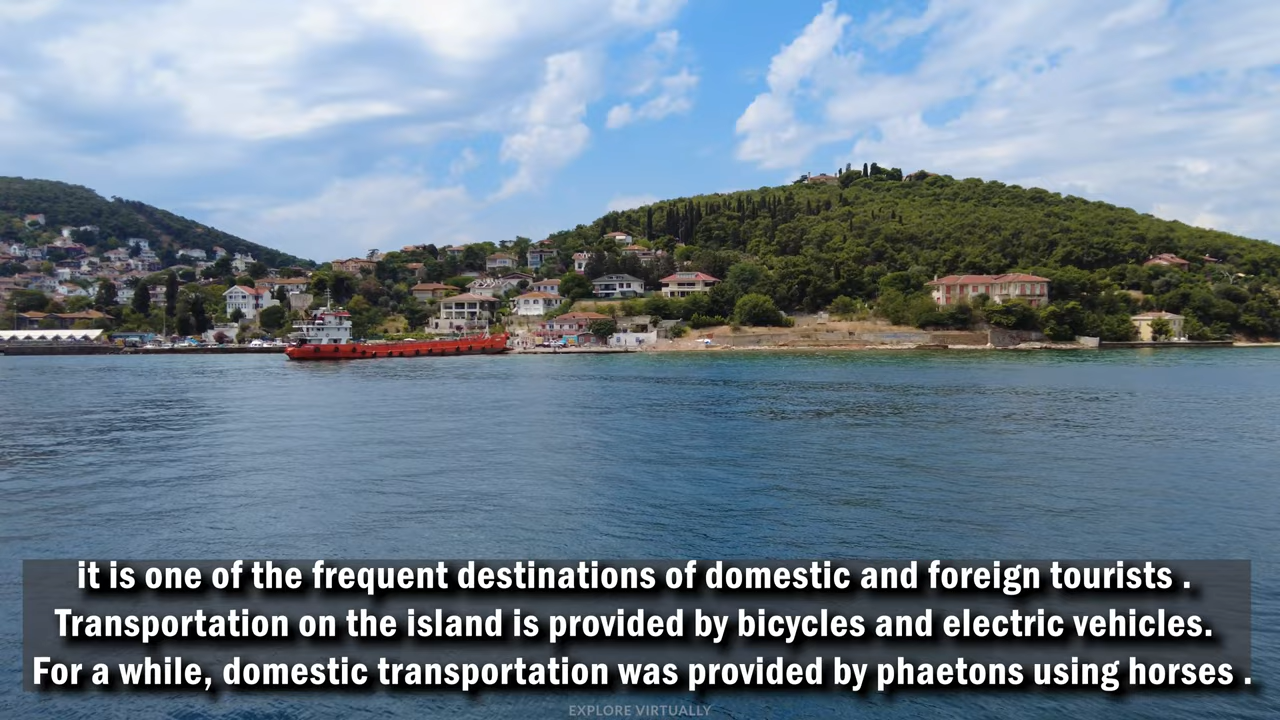 it is one of the frequent destinations of domestic and foreign tourists .
Transportation on the island is provided by bicycles and electric vehicles.
For a while, domestic transportation was provided by phaetons using horses .
EXPLORE VIRTUALLY